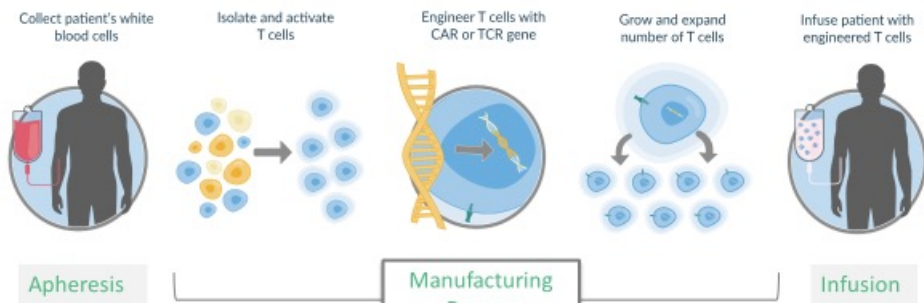 Collect patient's white
blood cells
Isolate and activate
T cells
Engineer T cells with
CAR or TCR gene
Grow and expand
number of T cells
Infuse patient with
engineered T cells
Apheresis
Manufacturing
Infusion